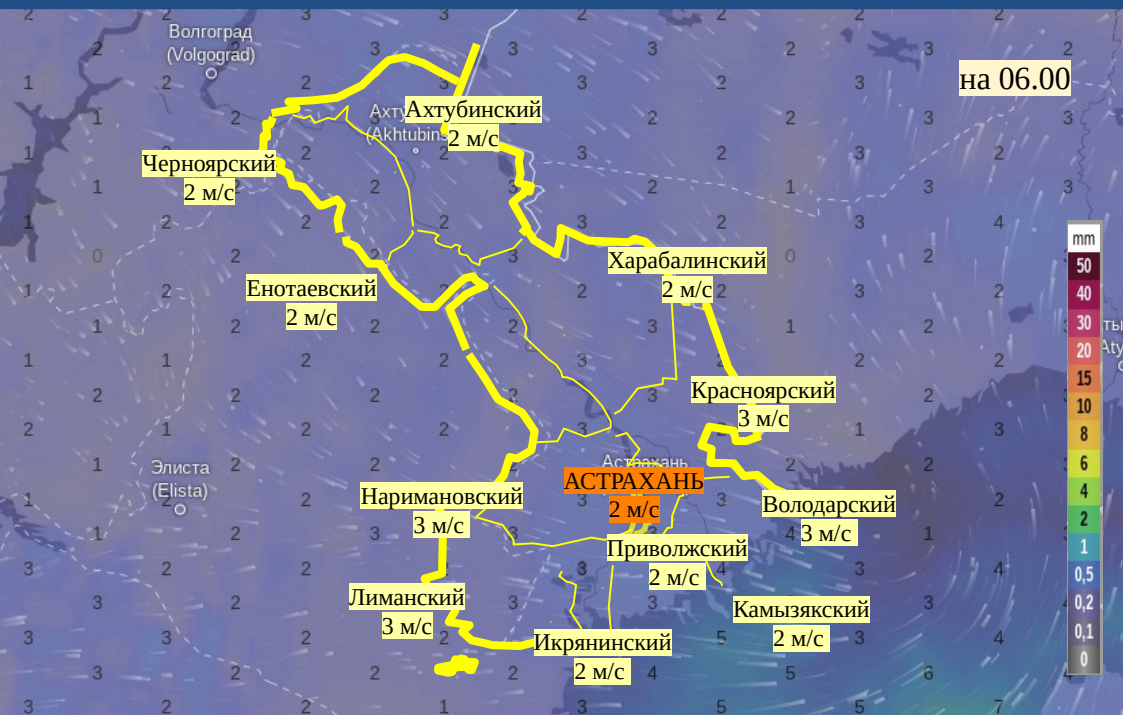 Волгоград
(Volgograd)
на 06.00
Ахтубинский
2 м/с
(Akhtubins
Черноярский
2 м/с
mm
50
40
30
20
15
10
8
6
4
2
1
0,5
0,2
0,1
0
Харабалинский
2 м/с
Енотаевский
2 м/с
Красноярский
3 м/с
Элиста
(Elista)
Астрахань
АСТРАХАНЬ
2 м/с
Наримановский
3 м/с
Володарский
3 м/с
Приволжский
2 м/с
Лиманский
3 м/с
Камызякский
2 м/с
Икрянинский
2 м/с